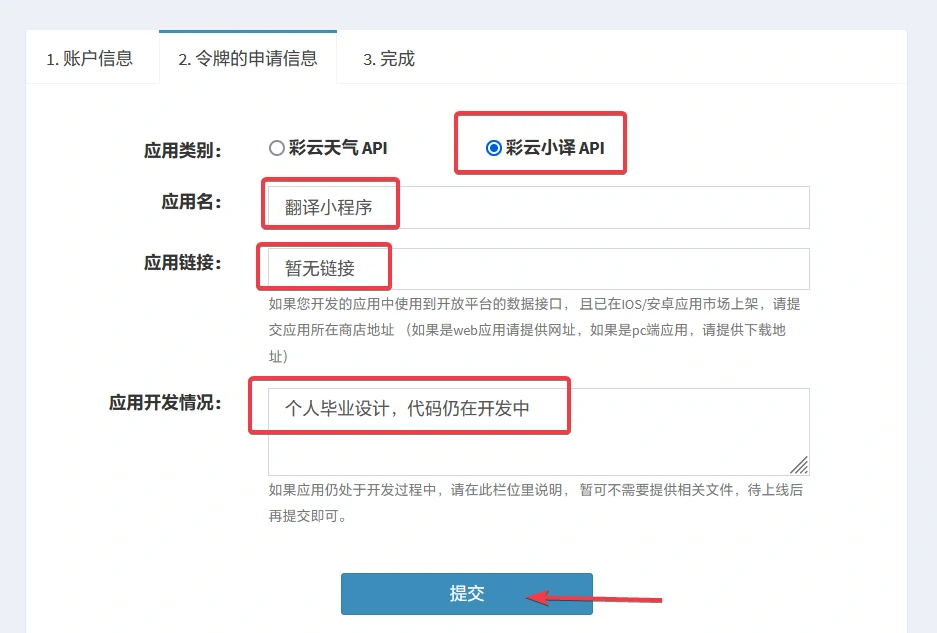 1. 账户信息 2. 令牌的申请信息 3. 完成
应用类别： 彩云天气 API 彩云小译 API
应用名： 翻译小程序
应用链接： 暂无链接
如果您开发的应用中使用到开放平台的数据接口， 且已在IOS/安卓应用市场上架，请提
交应用所在商店地址 （如果是web应用请提供网址，如果是pc端应用，请提供下载地
址）
应用开发情况： 个人毕业设计，代码仍在开发中
如果应用仍处于开发过程中，请在此栏位里说明， 暂可不需要提供相关文件，待上线后
再提交即可。
提交